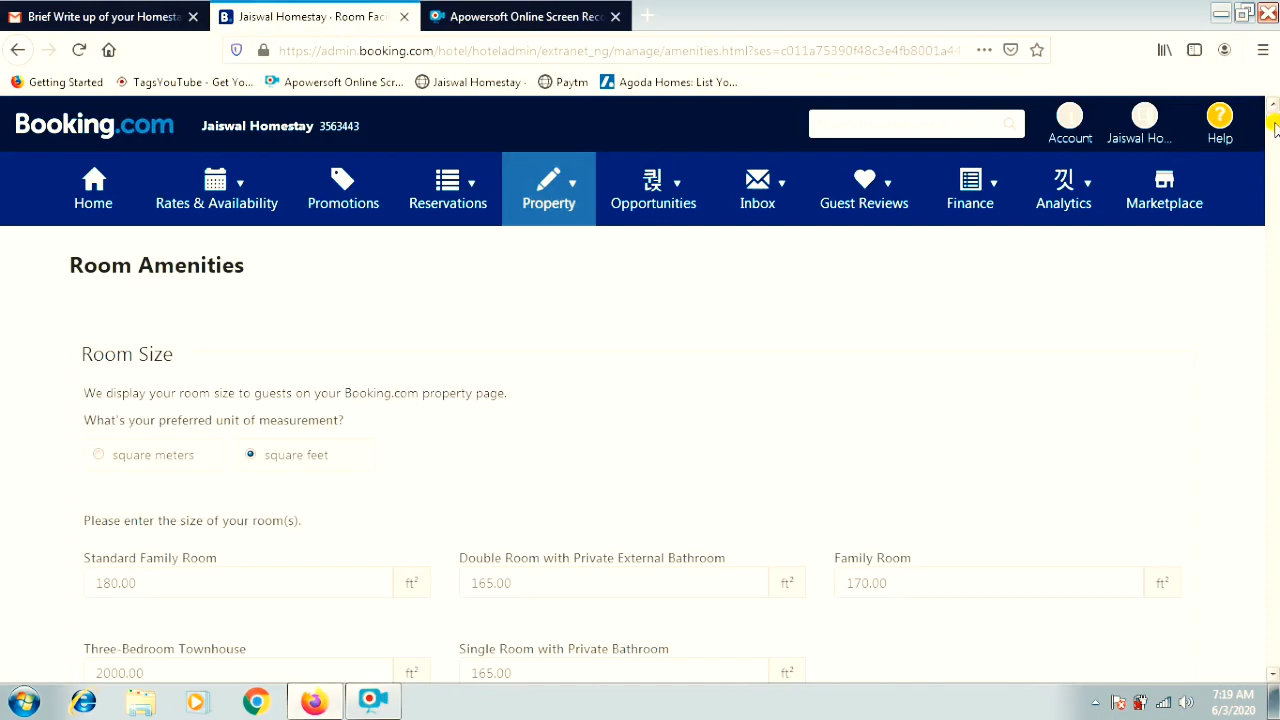 Brief Write up of your Homesta
Jaiswal Homestay · Room Faci
Apowersoft Online Screen Rec
https://admin.booking.com/hotel/hoteladmin/extranet_ng/manage/amenities.html?ses=c011a75390f48c3e4fb8001a44
Getting Started
TagsYouTube - Get Yo...
Apowersoft Online Scr...
Jaiswal Homestay ·
Paytm
Agoda Homes: List Yo...
Booking.com
Jaiswal Homestay 3563443
Account
Jaiswal Ho...
? Help
Home
Rates & Availability
Promotions
Reservations
Property
퀁 Opportunities
Inbox
Guest Reviews
Finance
낏 Analytics
Marketplace
Room Amenities
Room Size
We display your room size to guests on your Booking.com property page.
What's your preferred unit of measurement?
square meters
square feet
Please enter the size of your room(s).
Standard Family Room
Double Room with Private External Bathroom
Family Room
180.00 ft²
165.00 ft²
170.00 ft²
Three-Bedroom Townhouse
Single Room with Private Bathroom
2000.00 ft²
165.00 ft²
7:19 AM
6/3/2020